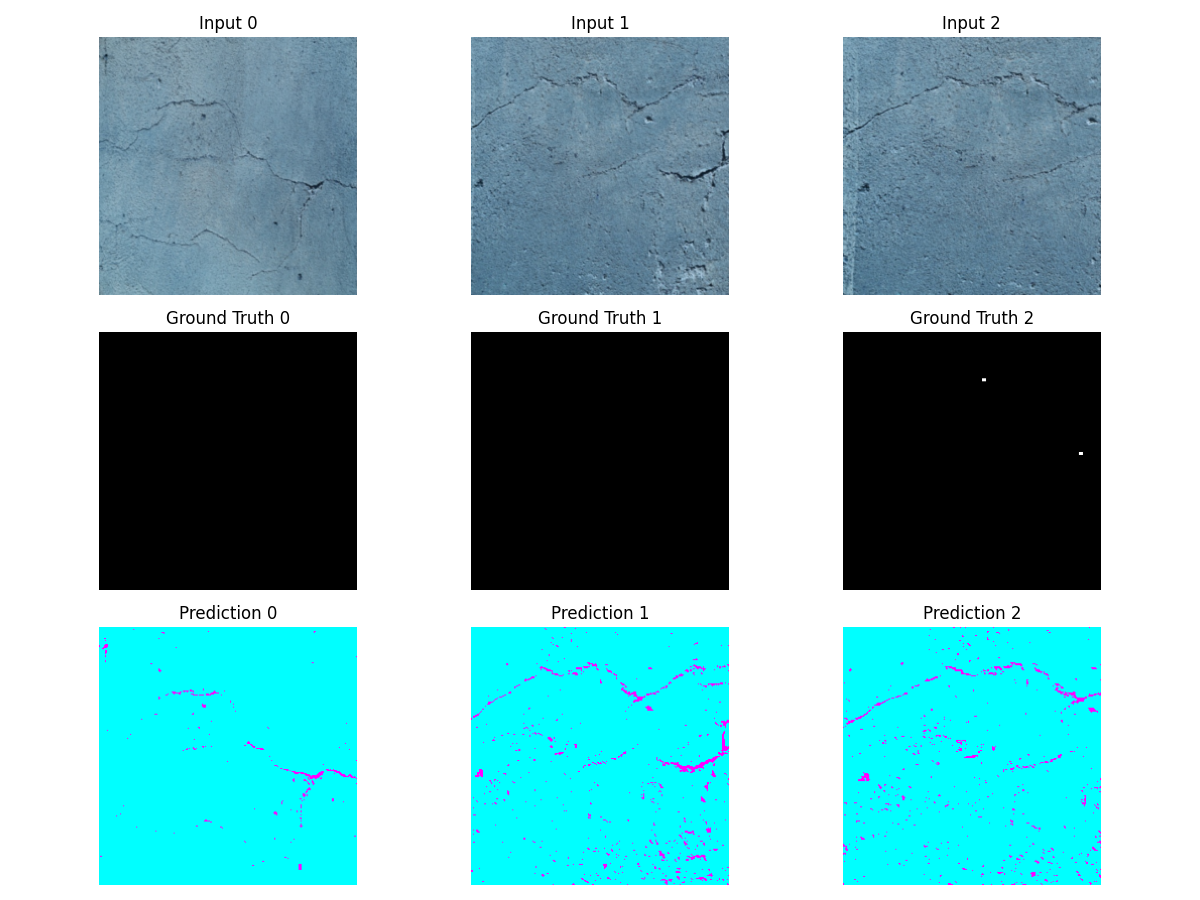 Input 0
Input 1
Input 2
Ground Truth 0
Ground Truth 1
Ground Truth 2
Prediction 0
Prediction 1
Prediction 2